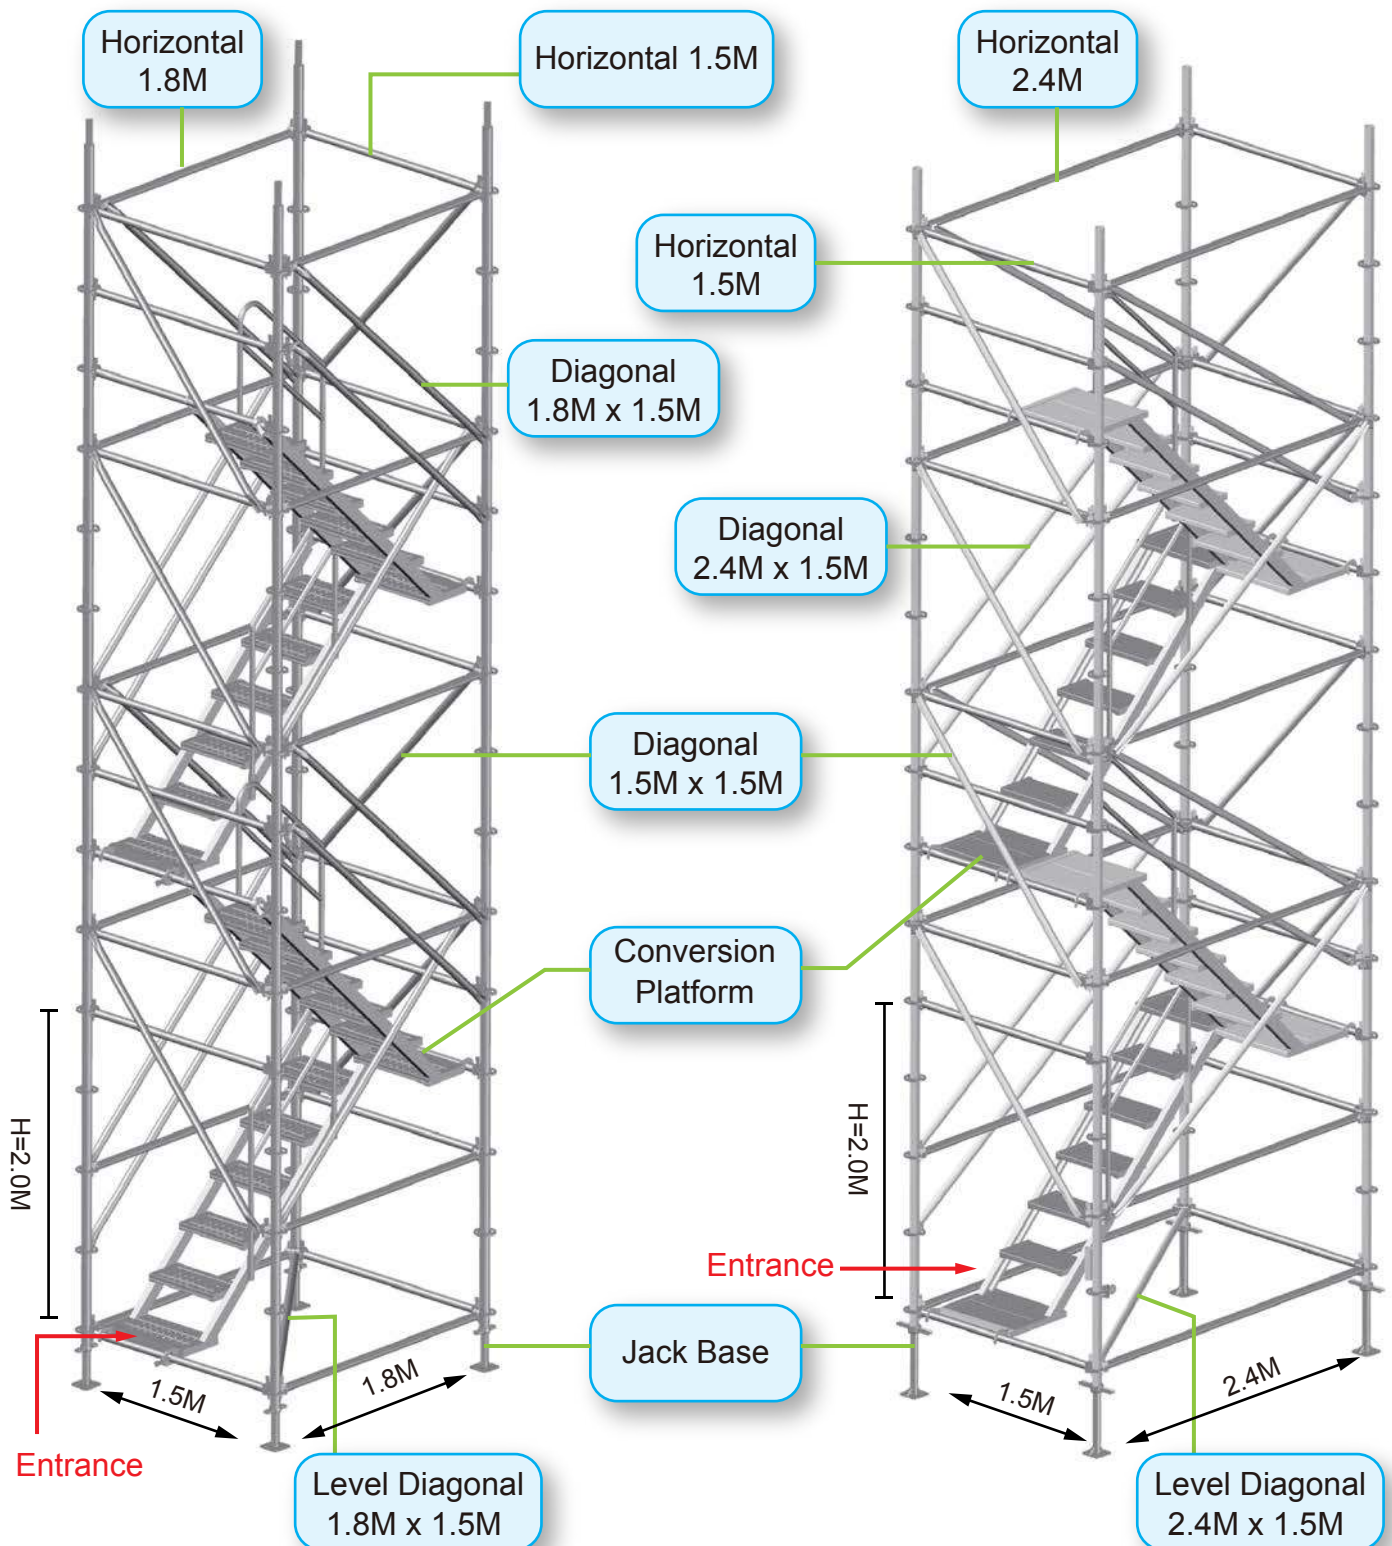 Horizontal
1.8M
Horizontal 1.5M
Horizontal
2.4M
Horizontal
1.5M
Diagonal
1.8M x 1.5M
Diagonal
2.4M x 1.5M
Diagonal
1.5M x 1.5M
Conversion
Platform
H=2.0M
H=2.0M
Entrance
Jack Base
1.5M
1.8M
1.5M
2.4M
Entrance
Level Diagonal
1.8M x 1.5M
Level Diagonal
2.4M x 1.5M